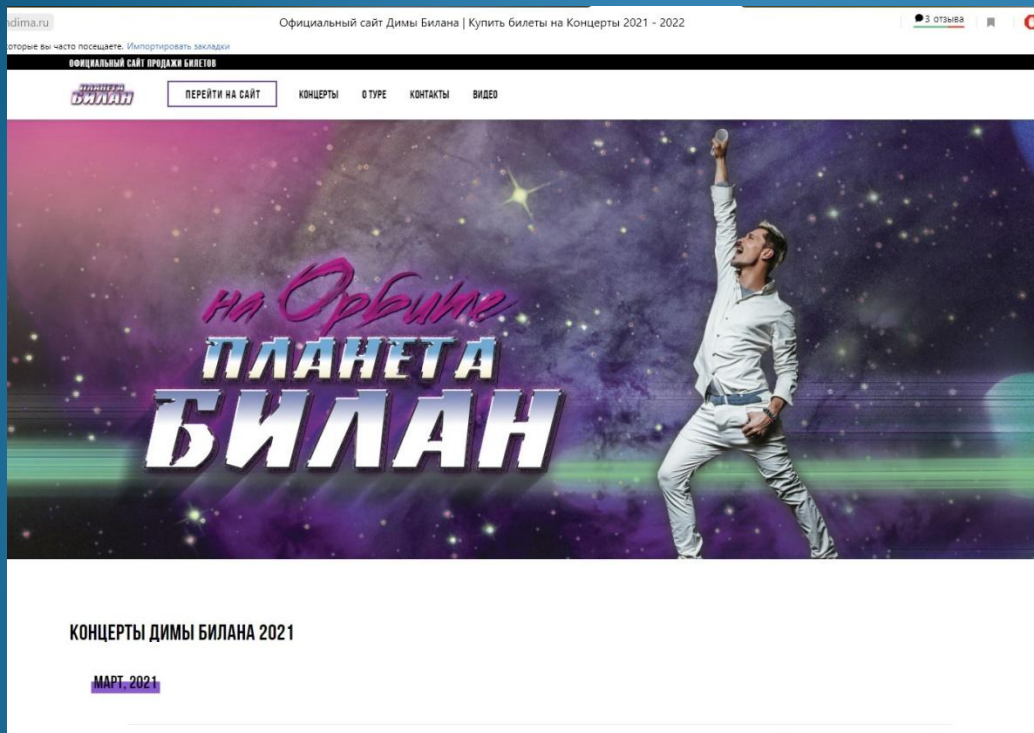 ndima.ru
Официальный сайт Димы Билана | Купить билеты на Концерты 2021 - 2022
3 отзыва
которые вы часто посещаете. Импортировать закладки
ОФИЦИАЛЬНЫЙ САЙТ ПРОДАЖИ БИЛЕТОВ
ПЛАНЕТА
БИЛАН
ПЕРЕЙТИ НА САЙТ
КОНЦЕРТЫ
О ТУРЕ
КОНТАКТЫ
ВИДЕО
на Орбите
ПЛАНЕТА
БИЛАН
КОНЦЕРТЫ ДИМЫ БИЛАНА 2021
МАРТ, 2021